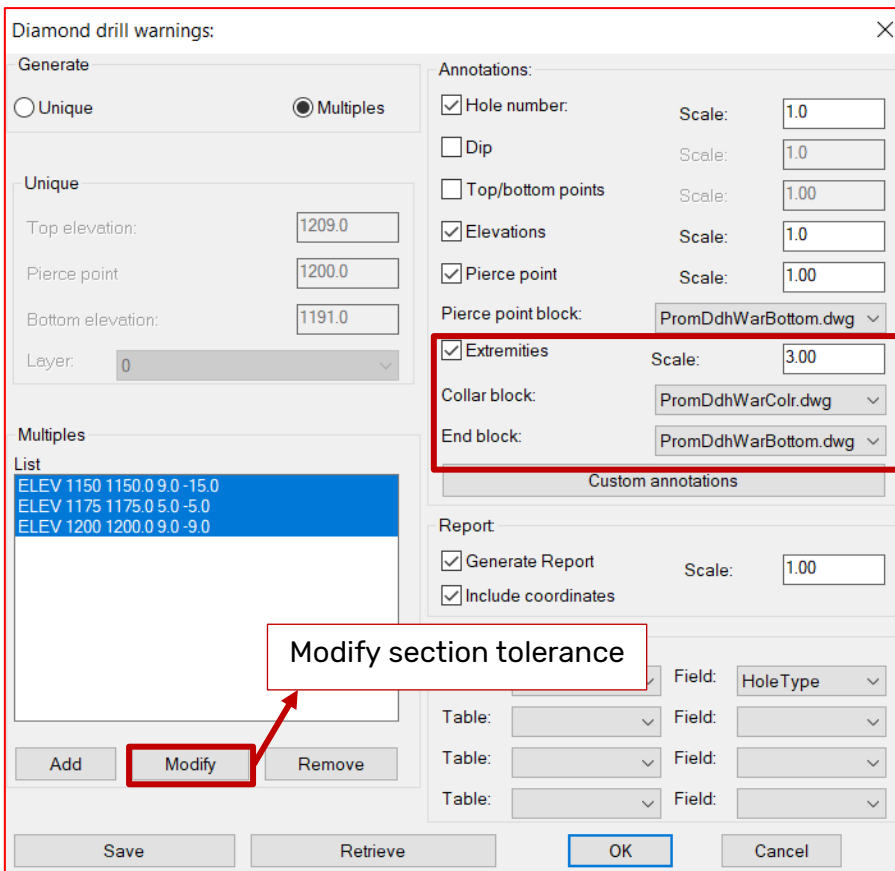 Diamond drill warnings:
Generate
Unique
Multiples
Unique
Top elevation: 1209.0
Pierce point 1200.0
Bottom elevation: 1191.0
Layer: 0
Multiples
List
ELEV 1150 1150.0 9.0 -15.0
ELEV 1175 1175.0 5.0 -5.0
ELEV 1200 1200.0 9.0 -9.0
Add Modify Remove
Save Retrieve
Annotations:
Hole number: Scale: 1.0
Dip Scale: 1.0
Top/bottom points Scale: 1.00
Elevations Scale: 1.0
Pierce point Scale: 1.00
Pierce point block: PromDdhWarBottom.dwg
Extremities Scale: 3.00
Collar block: PromDdhWarColr.dwg
End block: PromDdhWarBottom.dwg
Custom annotations
Report
Generate Report Scale: 1.00
Include coordinates
Modify section tolerance
Field: HoleType
Table: Field:
Table: Field:
Table: Field:
OK Cancel